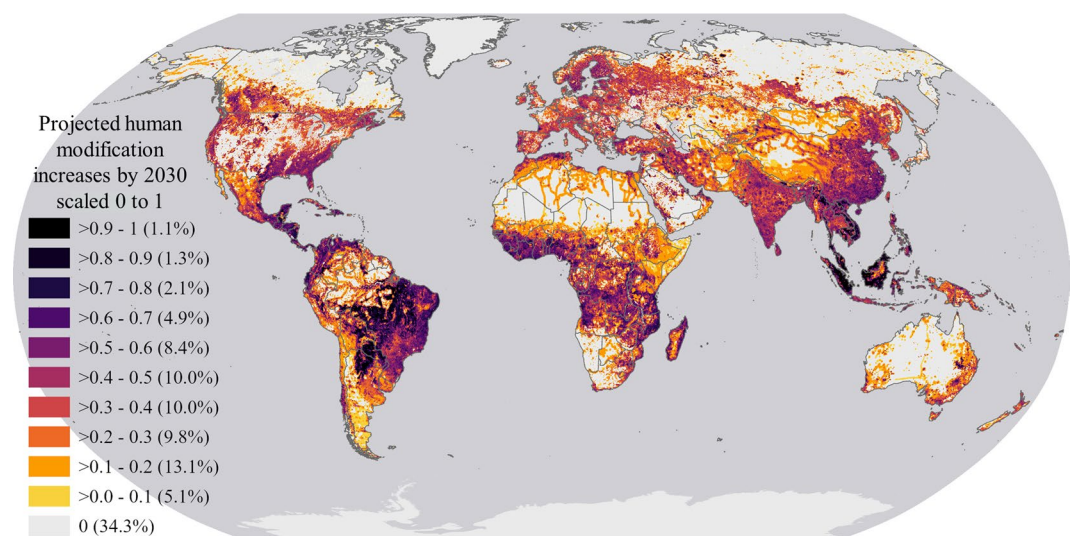 Projected human
modification
increases by 2030
scaled 0 to 1
>0.9 - 1 (1.1%)
>0.8 - 0.9 (1.3%)
>0.7 - 0.8 (2.1%)
>0.6 - 0.7 (4.9%)
>0.5 - 0.6 (8.4%)
>0.4 - 0.5 (10.0%)
>0.3 - 0.4 (10.0%)
>0.2 - 0.3 (9.8%)
>0.1 - 0.2 (13.1%)
>0.0 - 0.1 (5.1%)
0 (34.3%)